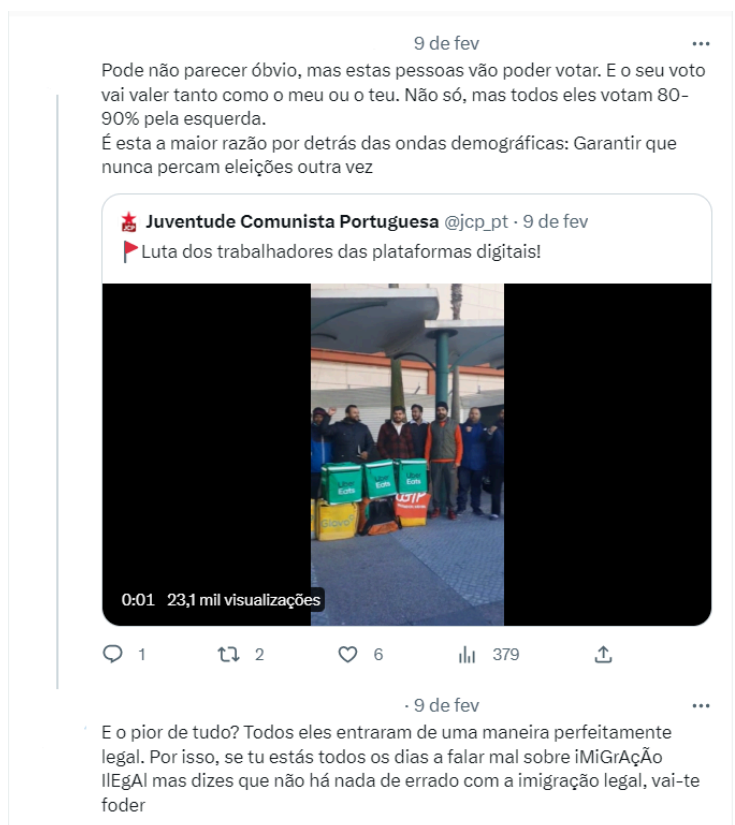 9 de fev
Pode não parecer óbvio, mas estas pessoas vão poder votar. E o seu voto
vai valer tanto como o meu ou o teu. Não só, mas todos eles votam 80-
90% pela esquerda.
É esta a maior razão por detrás das ondas demográficas: Garantir que
nunca percam eleições outra vez
JCP
Juventude Comunista Portuguesa @jcp_pt · 9 de fev
Luta dos trabalhadores das plataformas digitais!
Uber Eats
Uber Eats
Uber Eats
Glovo
0:01 23,1 mil visualizações
1 2 6 379
· 9 de fev
E o pior de tudo? Todos eles entraram de uma maneira perfeitamente
legal. Por isso, se tu estás todos os dias a falar mal sobre iMiGrAçÃo
IlEgAl mas dizes que não há nada de errado com a imigração legal, vai-te
foder